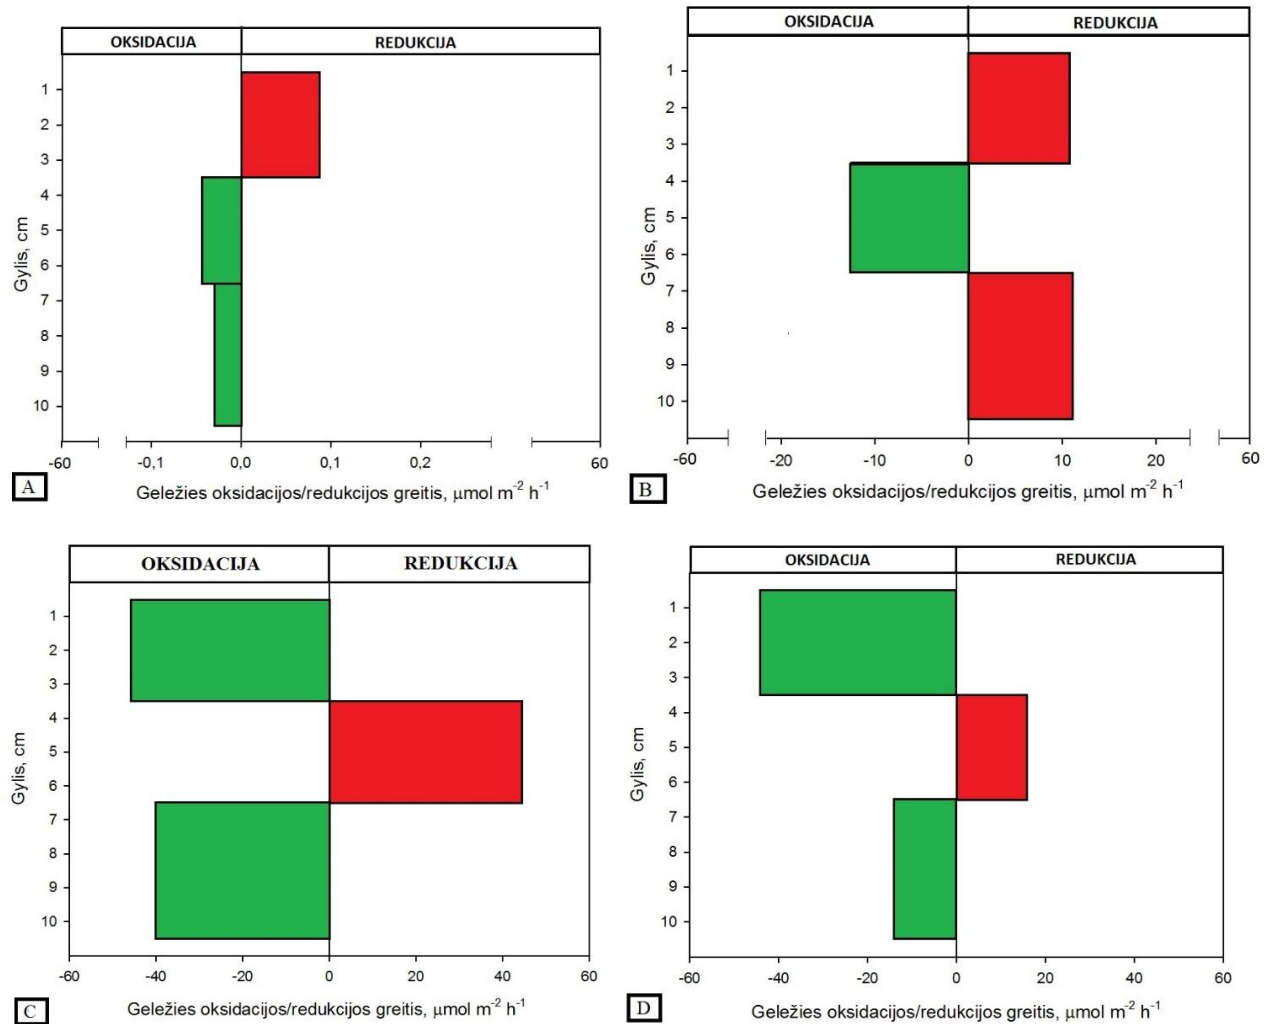 OKSIDACIJA REDUKCIJA
1
2
3
4
5
6
7
8
9
10
Gylis, cm
-60 -0,1 0,0 0,1 0,2 60
Geležies oksidacijos/redukcijos greitis, μmol m-2 h-1
A
OKSIDACIJA REDUKCIJA
1
2
3
4
5
6
7
8
9
10
Gylis, cm
-60 -20 -10 0 10 20 60
Geležies oksidacijos/redukcijos greitis, μmol m-2 h-1
B
OKSIDACIJA REDUKCIJA
1
2
3
4
5
6
7
8
9
10
Gylis, cm
-60 -40 -20 0 20 40 60
Geležies oksidacijos/redukcijos greitis, μmol m-2 h-1
C
OKSIDACIJA REDUKCIJA
1
2
3
4
5
6
7
8
9
10
Gylis, cm
-60 -40 -20 0 20 40 60
Geležies oksidacijos/redukcijos greitis, μmol m-2 h-1
D